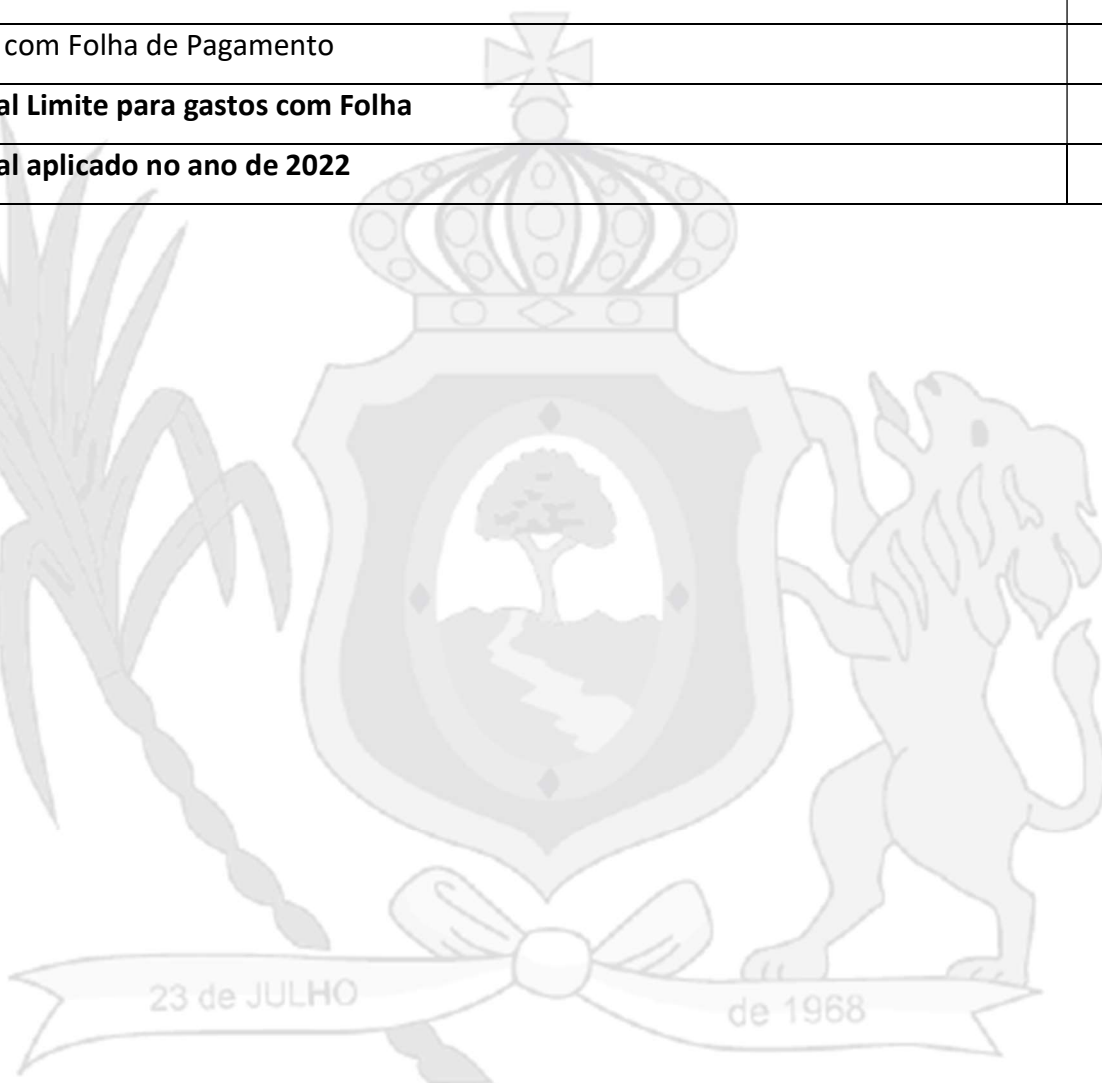 com Folha de Pagamento
al Limite para gastos com Folha
al aplicado no ano de 2022
23 de JULHO
de 1968